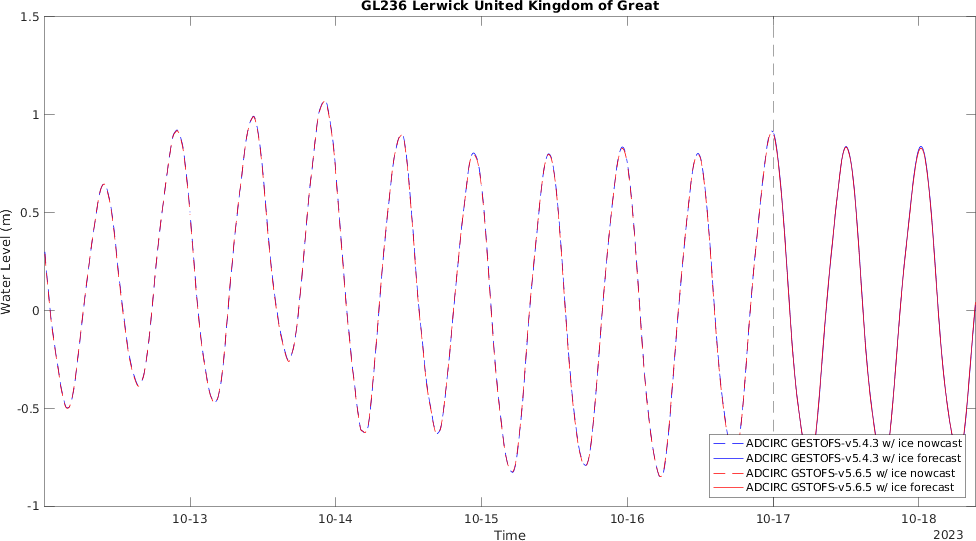 GL236 Lerwick United Kingdom of Great
1.5
1
0.5
0
-0.5
-1
Water Level (m)
10-13
10-14
10-15
10-16
10-17
10-18
Time
2023
ADCIRC GESTOFS-v5.4.3 w/ ice nowcast
ADCIRC GESTOFS-v5.4.3 w/ ice forecast
ADCIRC GSTOFS-v5.6.5 w/ ice nowcast
ADCIRC GSTOFS-v5.6.5 w/ ice forecast